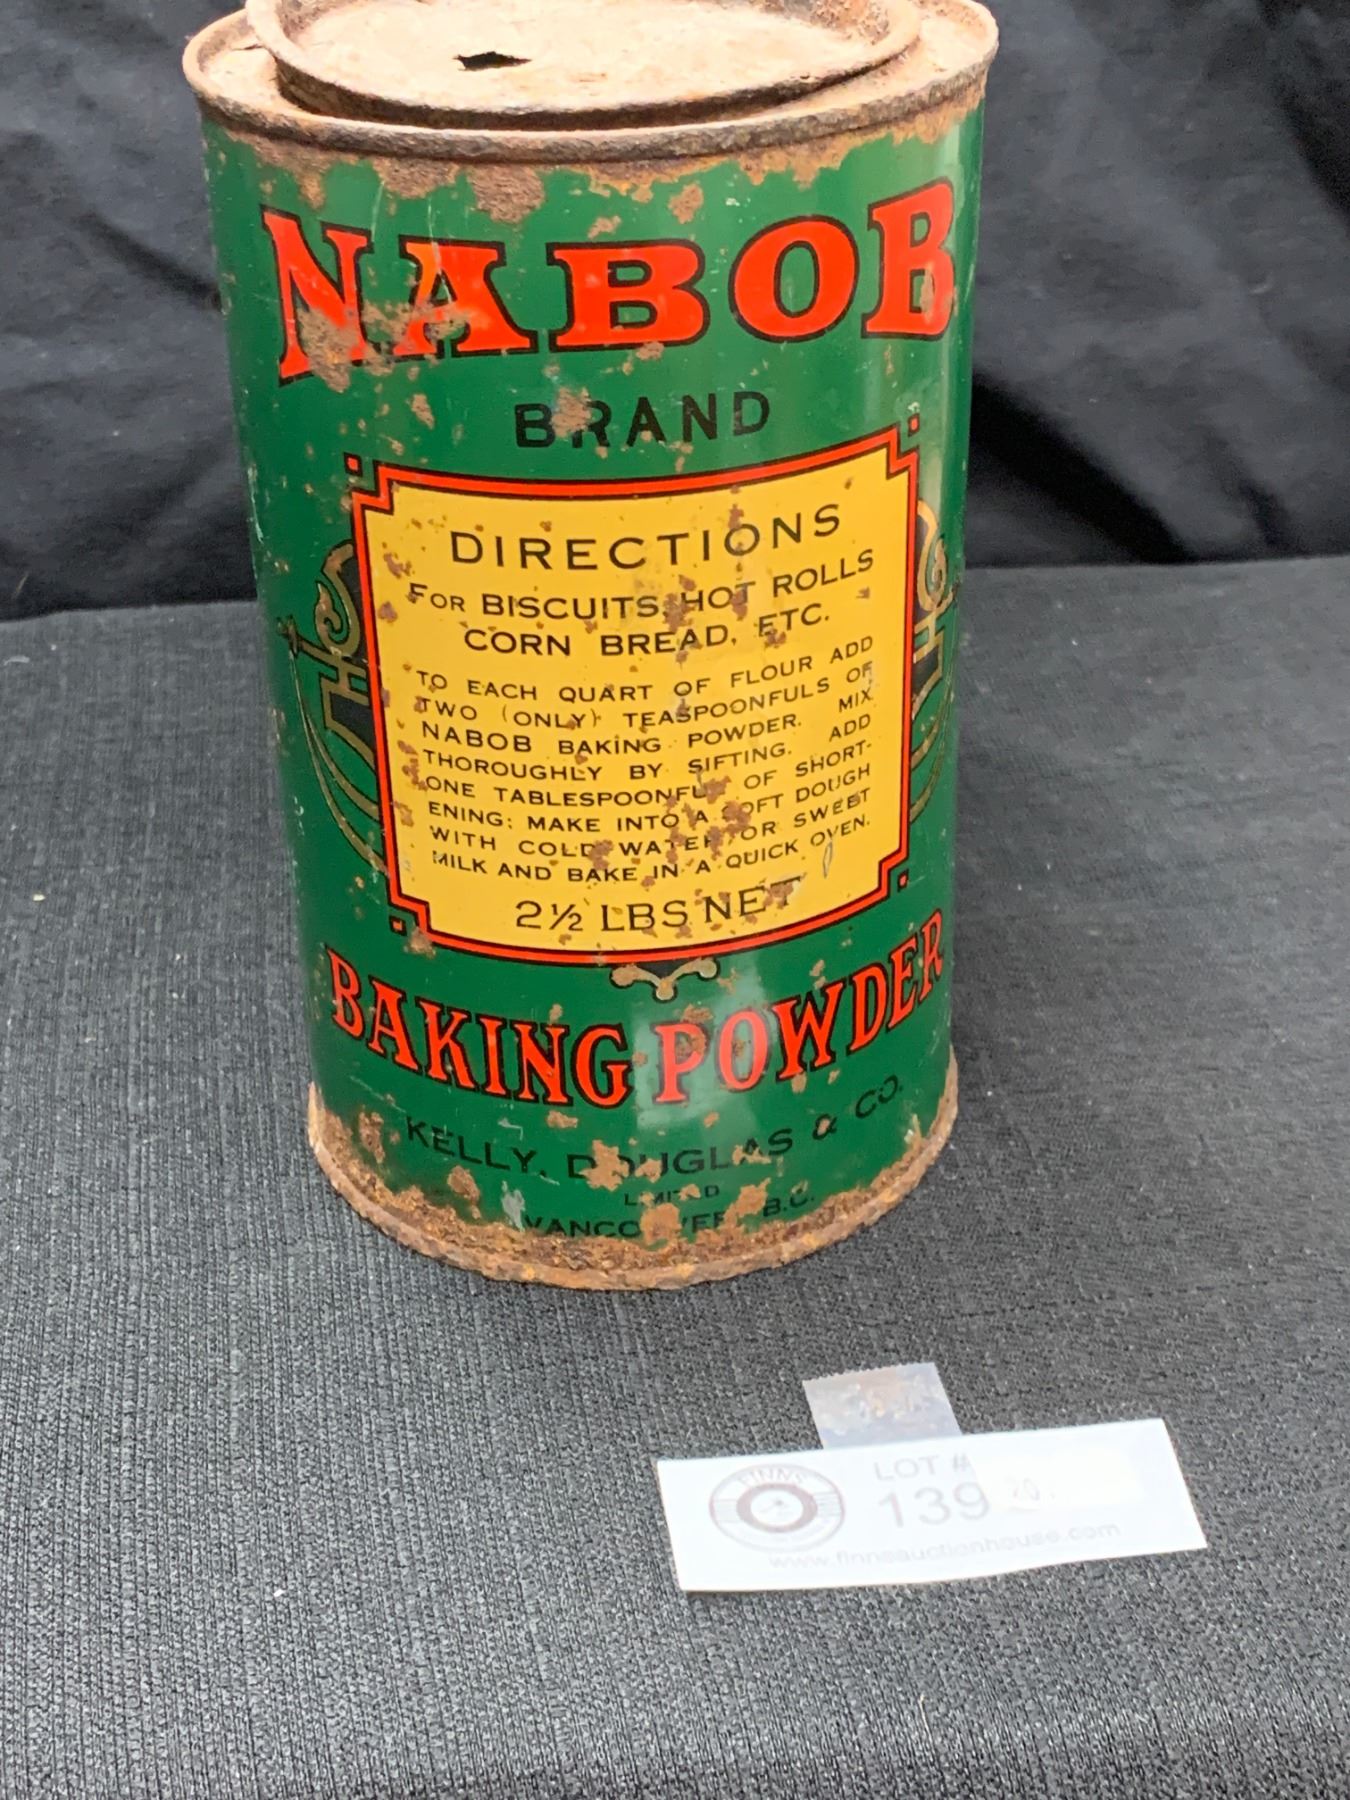 NABOB
BRAND
DIRECTIONS
FOR BISCUITS, HOT ROLLS
CORN BREAD, ETC.
TO EACH QUART OF FLOUR ADD
TWO (ONLY) TEASPOONFULS OF
NABOB BAKING POWDER. MIX
THOROUGHLY BY SIFTING. ADD
ONE TABLESPOONFUL OF SHORT-
ENING; MAKE INTO A SOFT DOUGH
WITH COLD WATER OR SWEET
MILK AND BAKE IN A QUICK OVEN.
2½ LBS NET
BAKING POWDER
KELLY, DOUGLAS & CO.
LIMITED
VANCOUVER, B.C.
FINNS
LOT #
139
www.finnsauctionhouse.com